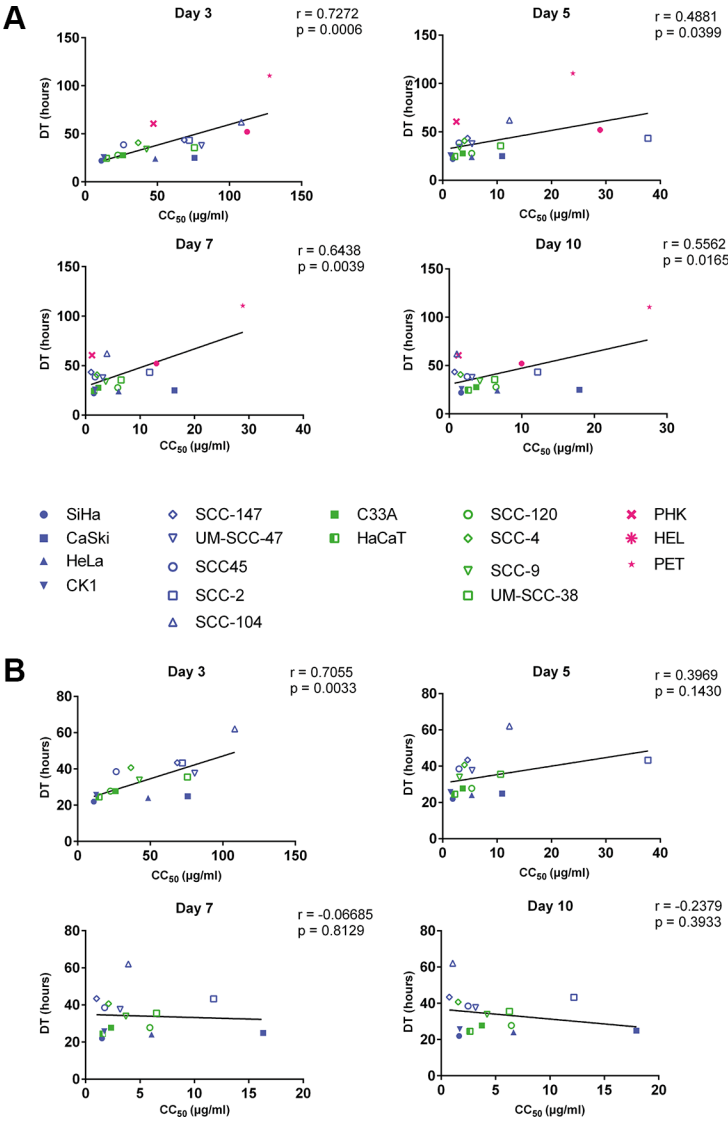 A
Day 3
r = 0.7272
p = 0.0006
DT (hours)
150
100
50
0
0 50 100 150
CC50 (µg/ml)
Day 5
r = 0.4881
p = 0.0399
DT (hours)
150
100
50
0
0 10 20 30 40
CC50 (µg/ml)
Day 7
r = 0.6438
p = 0.0039
DT (hours)
150
100
50
0
0 10 20 30 40
CC50 (µg/ml)
Day 10
r = 0.5562
p = 0.0165
DT (hours)
150
100
50
0
0 10 20 30
CC50 (µg/ml)
SiHa
CaSki
HeLa
CK1
SCC-147
UM-SCC-47
SCC45
SCC-2
SCC-104
C33A
HaCaT
SCC-120
SCC-4
SCC-9
UM-SCC-38
PHK
HEL
PET
B
Day 3
r = 0.7055
p = 0.0033
DT (hours)
80
60
40
20
0
0 50 100 150
CC50 (µg/ml)
Day 5
r = 0.3969
p = 0.1430
DT (hours)
80
60
40
20
0
0 10 20 30 40
CC50 (µg/ml)
Day 7
r = -0.06685
p = 0.8129
DT (hours)
80
60
40
20
0
0 5 10 15 20
CC50 (µg/ml)
Day 10
r = -0.2379
p = 0.3933
DT (hours)
80
60
40
20
0
0 5 10 15 20
CC50 (µg/ml)